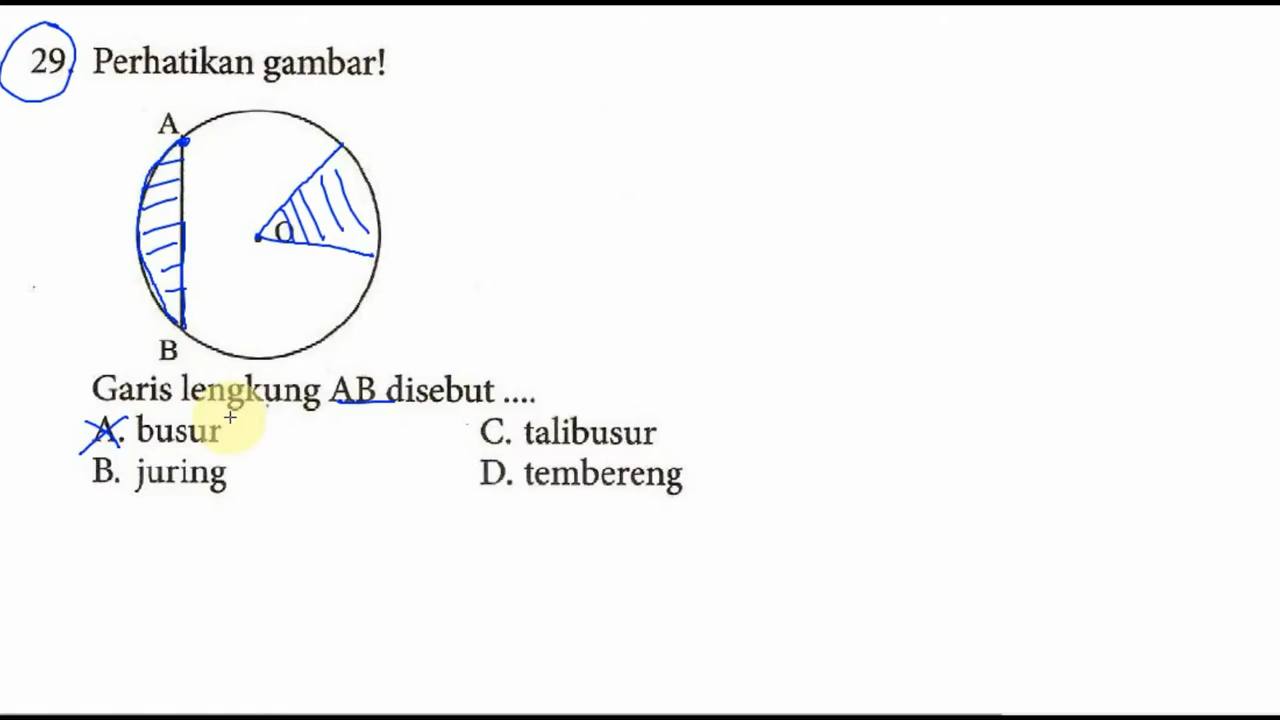 29. Perhatikan gambar!
A
O
B
Garis lengkung AB disebut ....
A. busur
C. talibusur
B. juring
D. tembereng